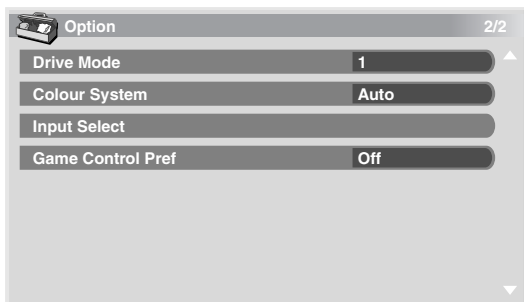 Option 2/2
Drive Mode 1
Colour System Auto
Input Select
Game Control Pref Off